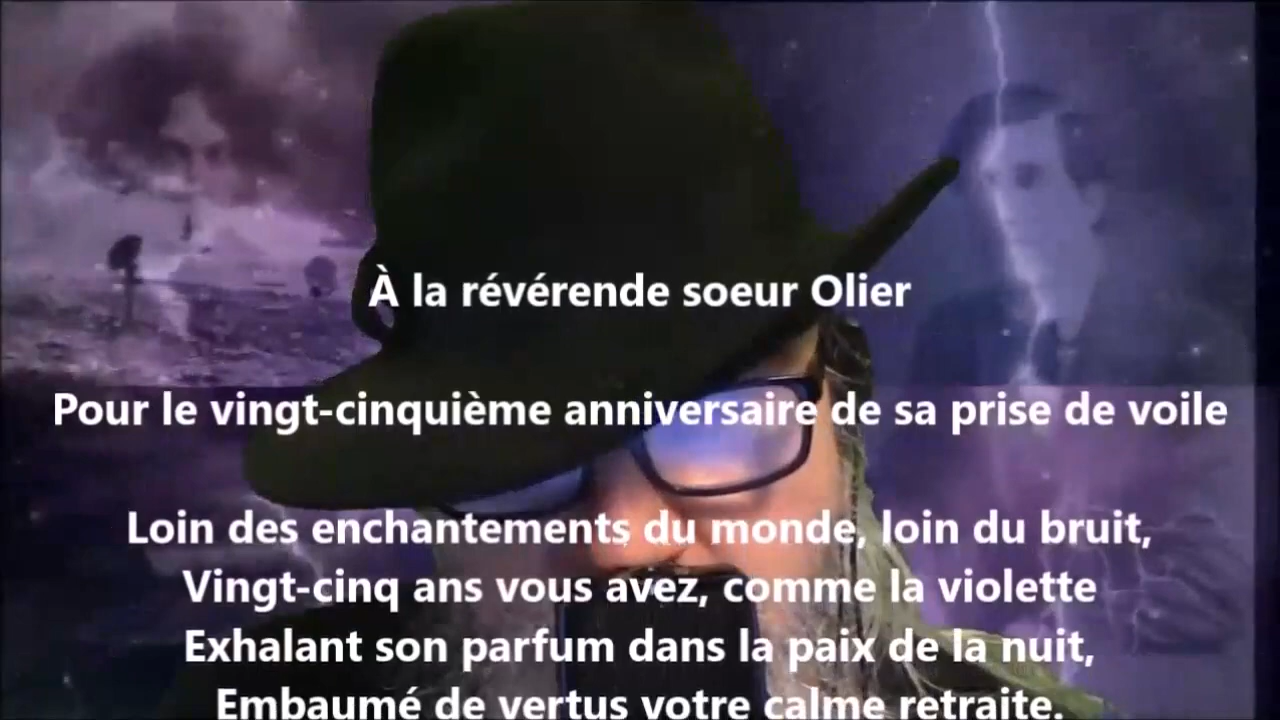 À la révérende soeur Olier
Pour le vingt-cinquième anniversaire de sa prise de voile
Loin des enchantements du monde, loin du bruit,
Vingt-cinq ans vous avez, comme la violette
Exhalant son parfum dans la paix de la nuit,
Embaumé de vertus votre calme retraite.